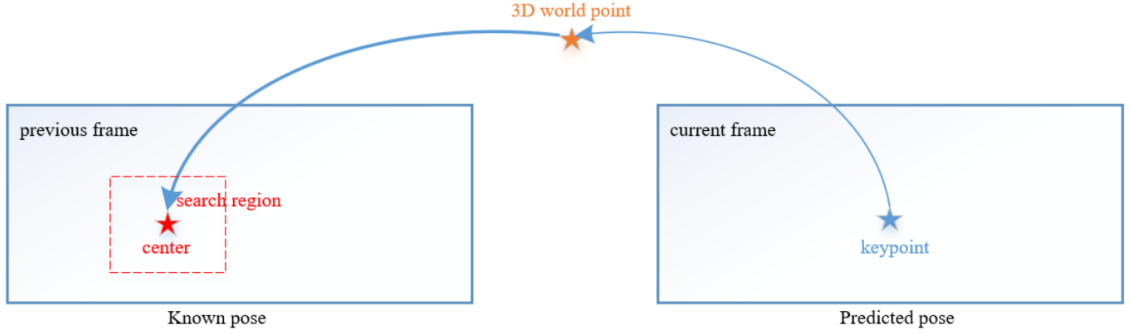 3D world point
previous frame
current frame
search region
center
keypoint
Known pose
Predicted pose